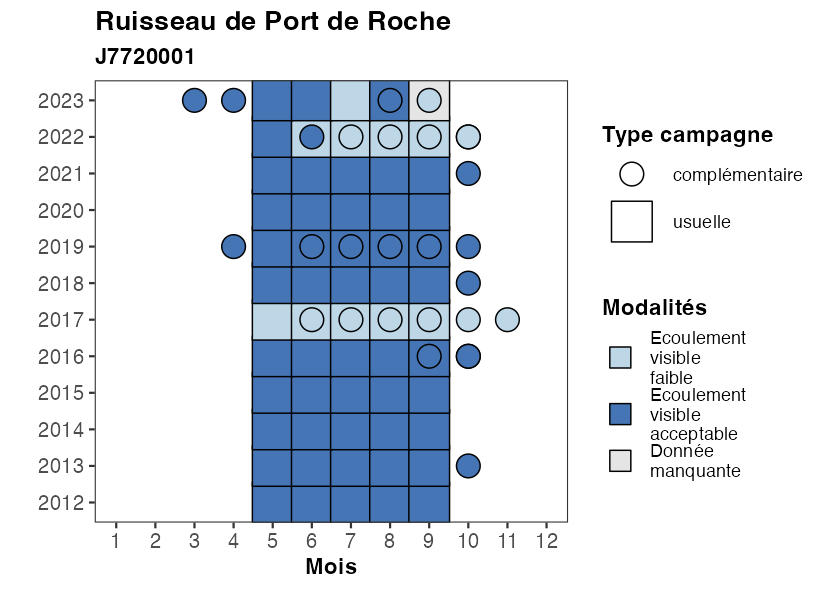 Ruisseau de Port de Roche
J7720001
2023
2022
2021
2020
2019
2018
2017
2016
2015
2014
2013
2012
1 2 3 4 5 6 7 8 9 10 11 12
Mois
Type campagne
complémentaire
usuelle
Modalités
Ecoulement
visible
faible
Ecoulement
visible
acceptable
Donnée
manquante